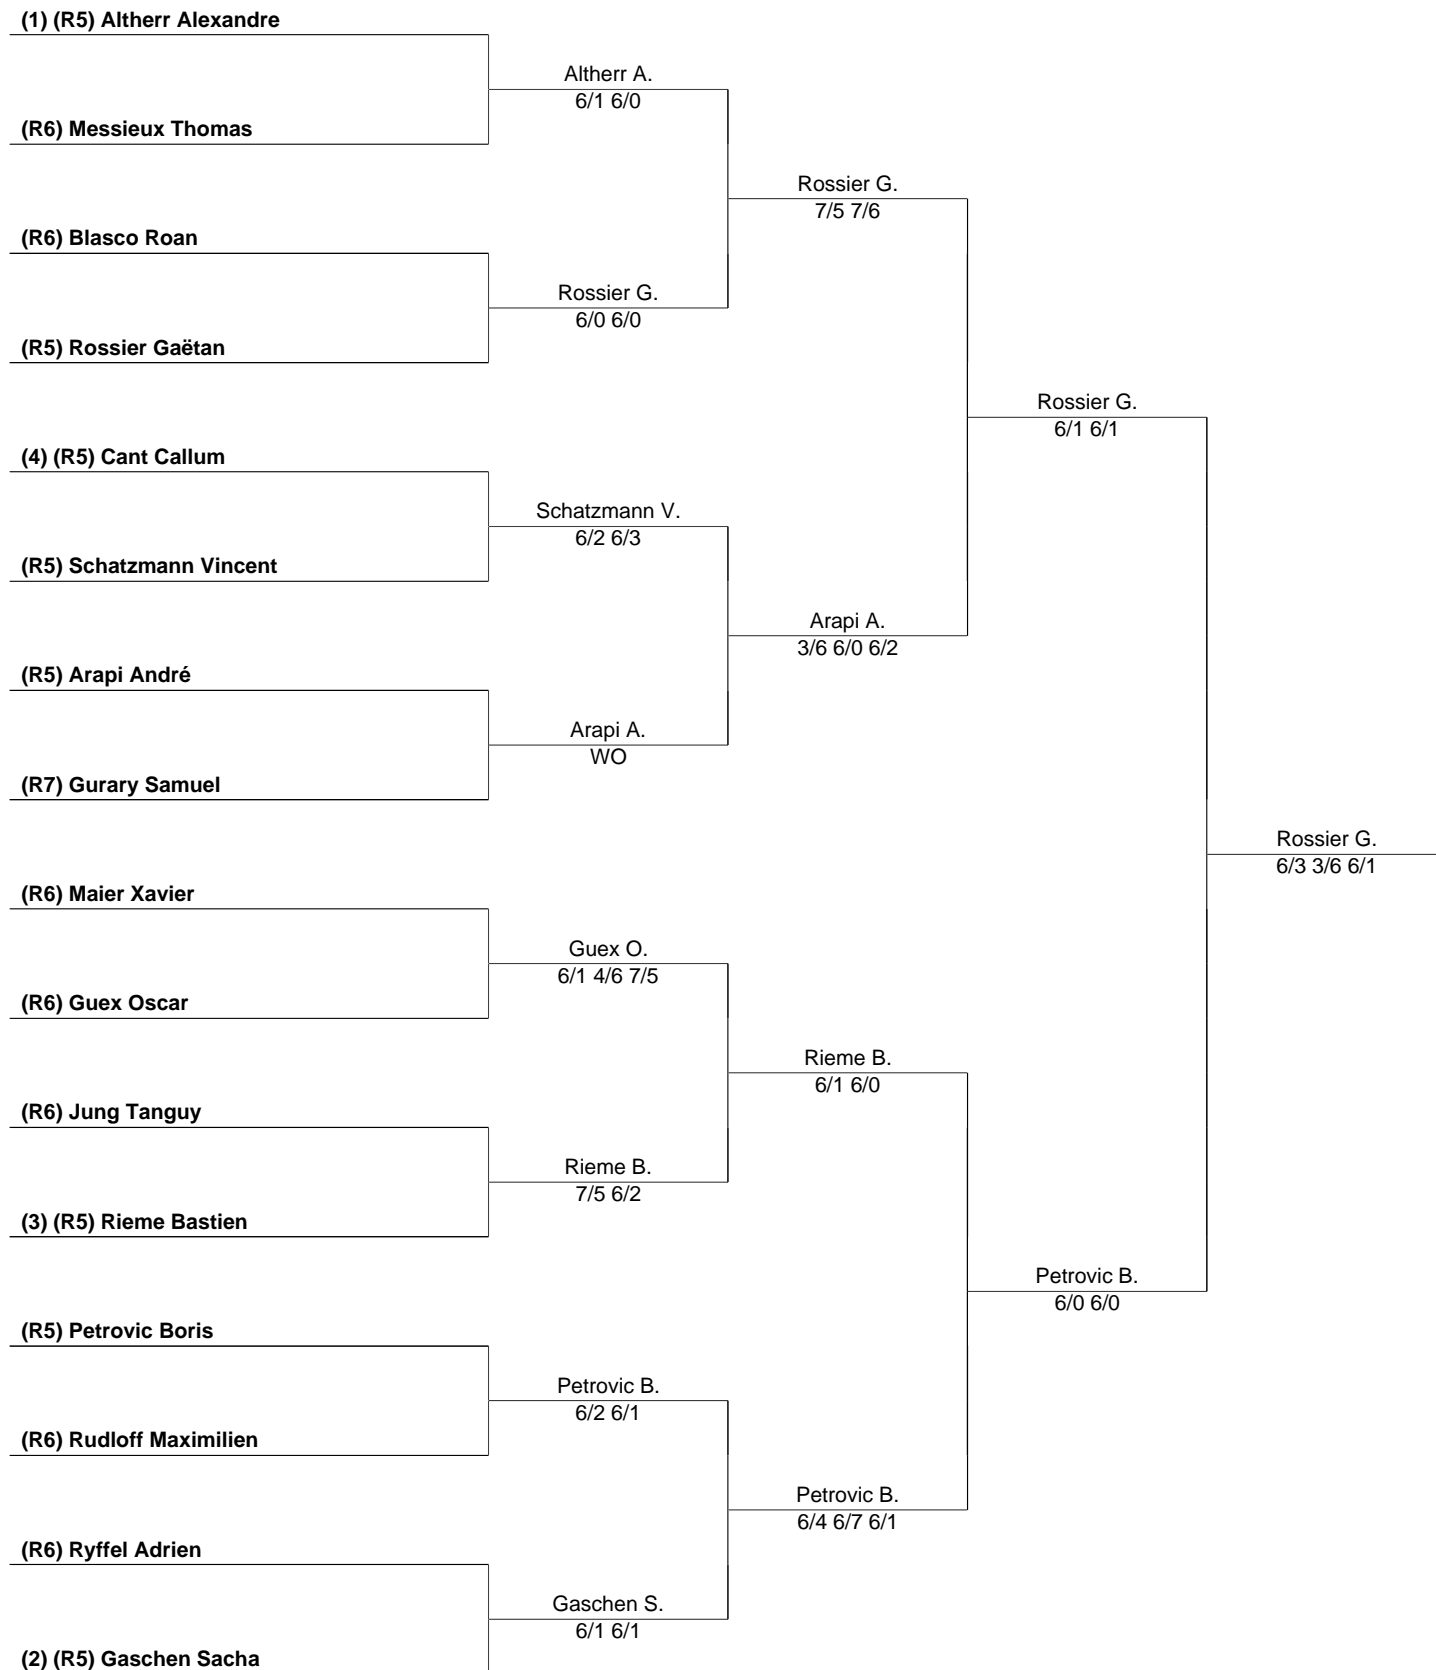 (1) (R5) Altherr Alexandre
Altherr A.
6/1 6/0
(R6) Messieux Thomas
Rossier G.
7/5 7/6
(R6) Blasco Roan
Rossier G.
6/0 6/0
(R5) Rossier Gaëtan
Rossier G.
6/1 6/1
(4) (R5) Cant Callum
Schatzmann V.
6/2 6/3
(R5) Schatzmann Vincent
Arapi A.
3/6 6/0 6/2
(R5) Arapi André
Arapi A.
WO
(R7) Gurary Samuel
Rossier G.
6/3 3/6 6/1
(R6) Maier Xavier
Guex O.
6/1 4/6 7/5
(R6) Guex Oscar
Rieme B.
6/1 6/0
(R6) Jung Tanguy
Rieme B.
7/5 6/2
(3) (R5) Rieme Bastien
Petrovic B.
6/0 6/0
(R5) Petrovic Boris
Petrovic B.
6/2 6/1
(R6) Rudloff Maximilien
Petrovic B.
6/4 6/7 6/1
(R6) Ryffel Adrien
Gaschen S.
6/1 6/1
(2) (R5) Gaschen Sacha